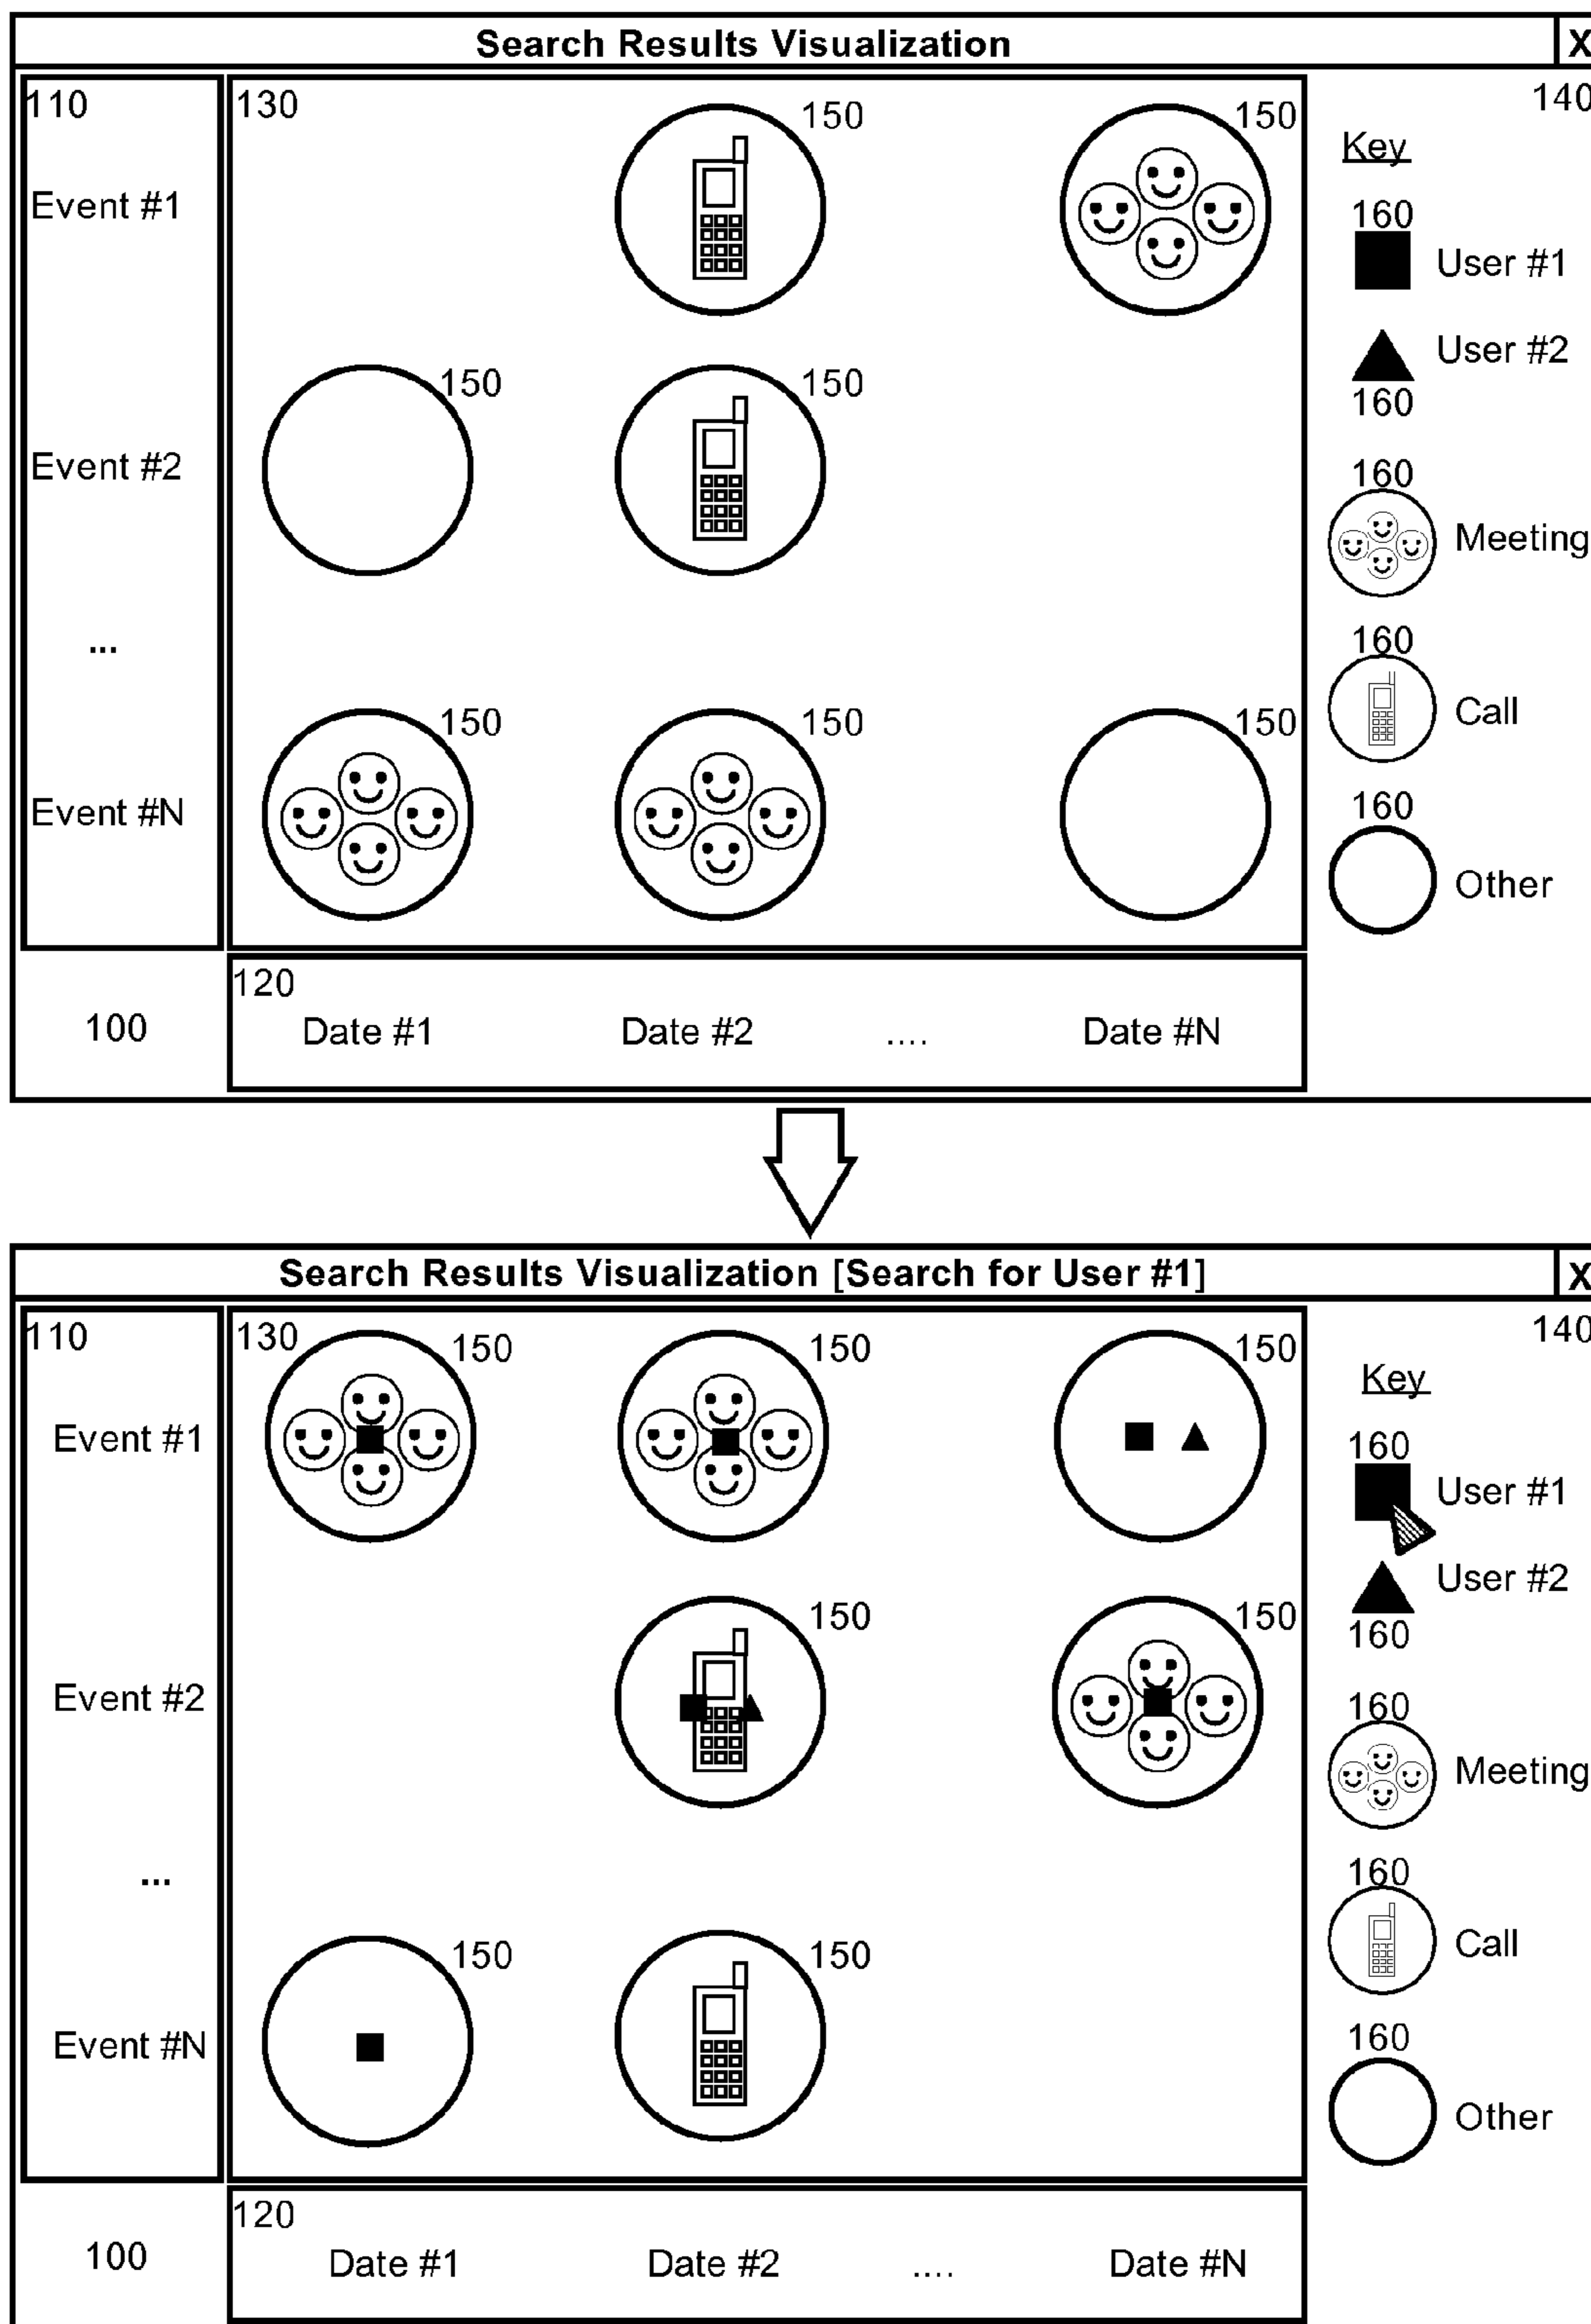 Search Results Visualization X
110 130 150 150 140
Key
Event #1
160
User #1
User #2
160
150 150
Event #2
160
Meeting
...
160
Call
150 150 150
Event #N
160
Other
120
100 Date #1 Date #2 .... Date #N
Search Results Visualization [Search for User #1] X
110 130 150 150 150 140
Key
Event #1
160
User #1
User #2
160
150 150
Event #2
160
Meeting
...
160
Call
150 150
Event #N
160
Other
120
100 Date #1 Date #2 .... Date #N